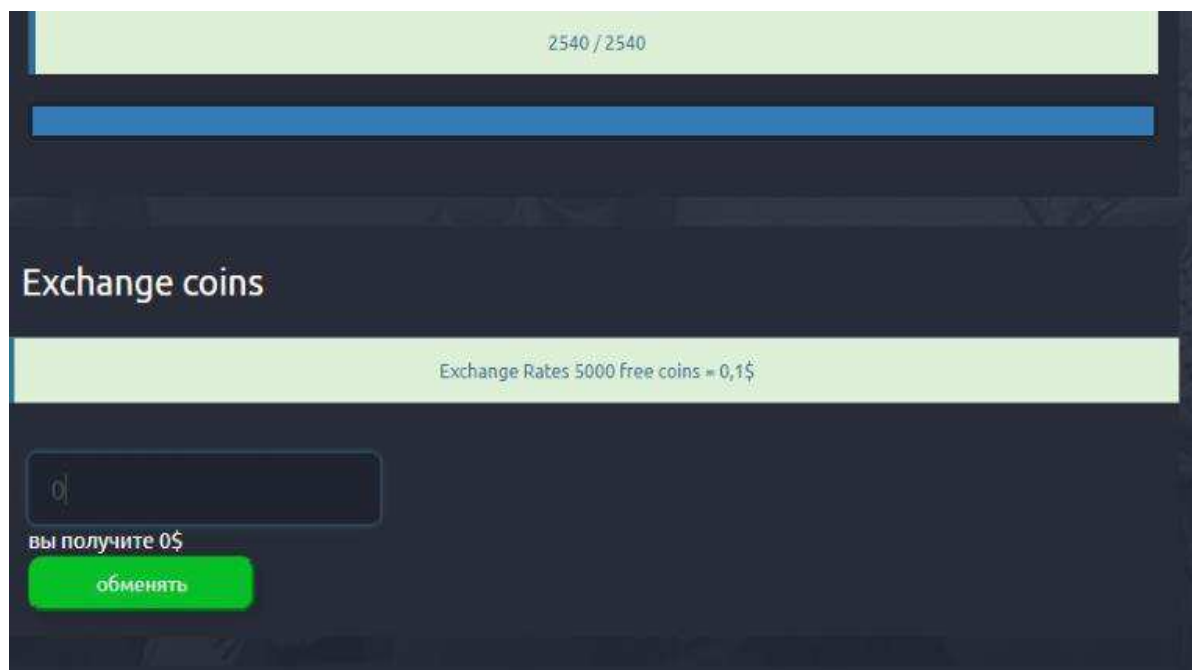 2540 / 2540
Exchange coins
Exchange Rates 5000 free coins = 0,1$
0
вы получите 0$
обменять